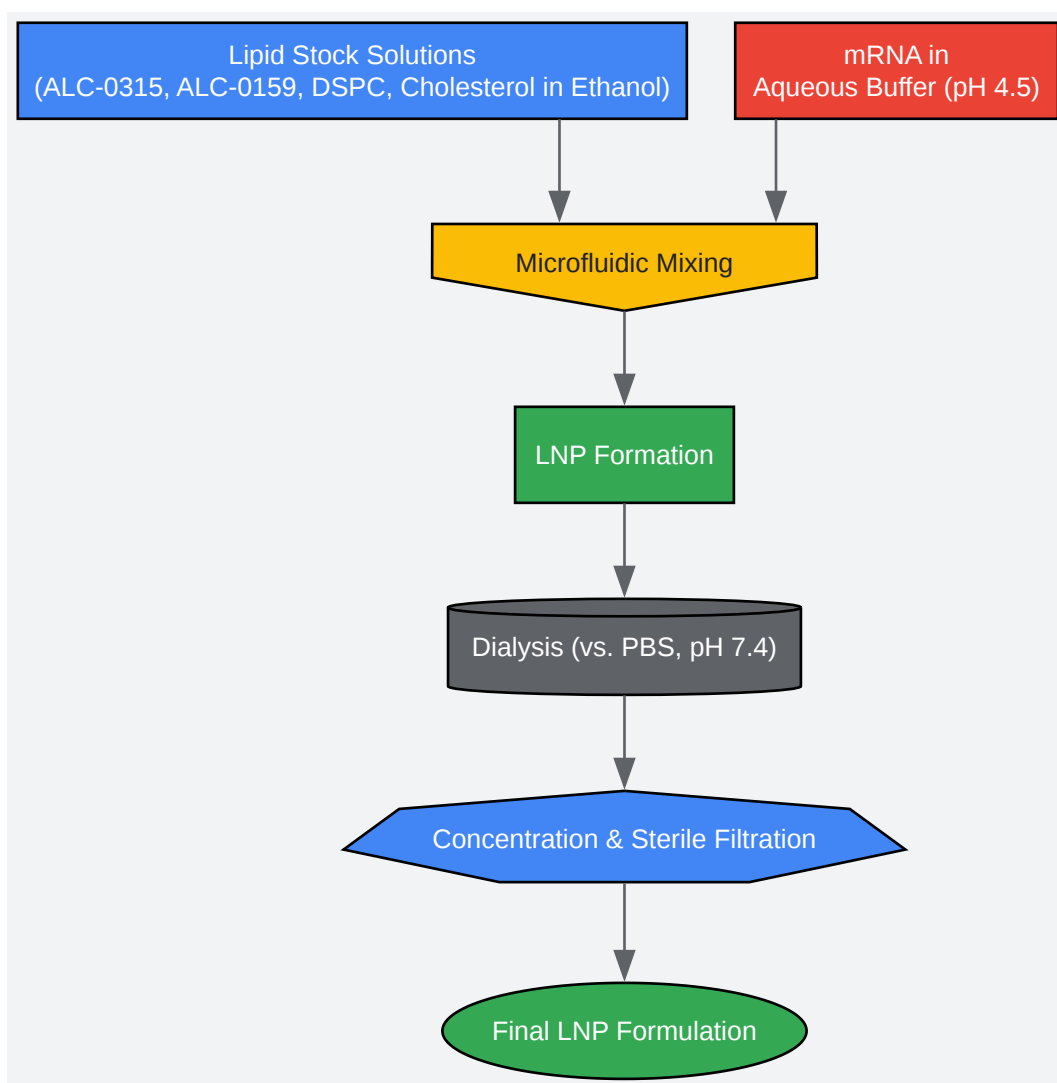 Lipid Stock Solutions
(ALC-0315, ALC-0159, DSPC, Cholesterol in Ethanol)
mRNA in
Aqueous Buffer (pH 4.5)
Microfluidic Mixing
LNP Formation
Dialysis (vs. PBS, pH 7.4)
Concentration & Sterile Filtration
Final LNP Formulation